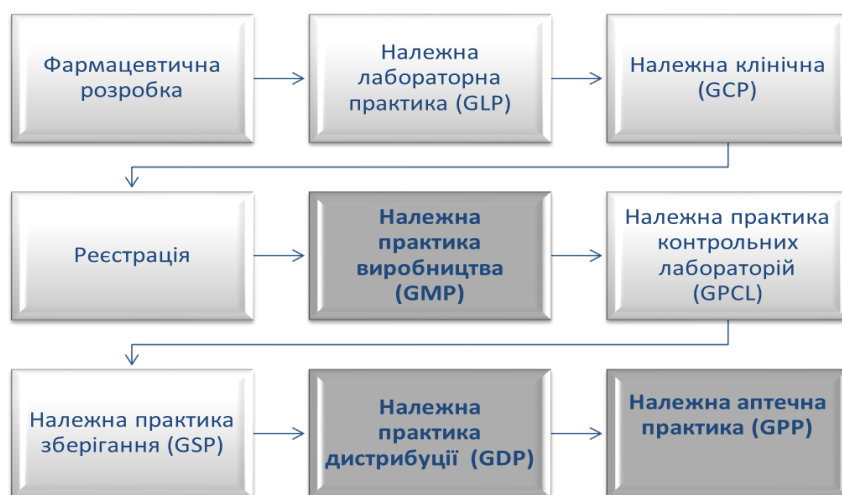 Фармацевтична
розробка
Належна
лабораторна
практика (GLP)
Належна клінічна
(GCP)
Реєстрація
Належна
практика
виробництва
(GMP)
Належна практика
контрольних
лабораторій
(GPCL)
Належна практика
зберігання (GSP)
Належна
практика
дистрибуції (GDP)
Належна аптечна
практика (GPP)